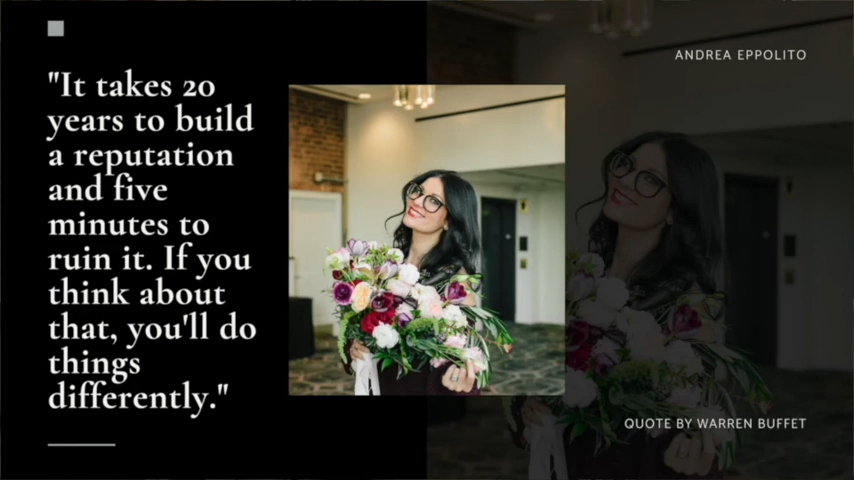 "It takes 20
years to build
a reputation
and five
minutes to
ruin it. If you
think about
that, you'll do
things
differently."
ANDREA EPPOLITO
QUOTE BY WARREN BUFFET